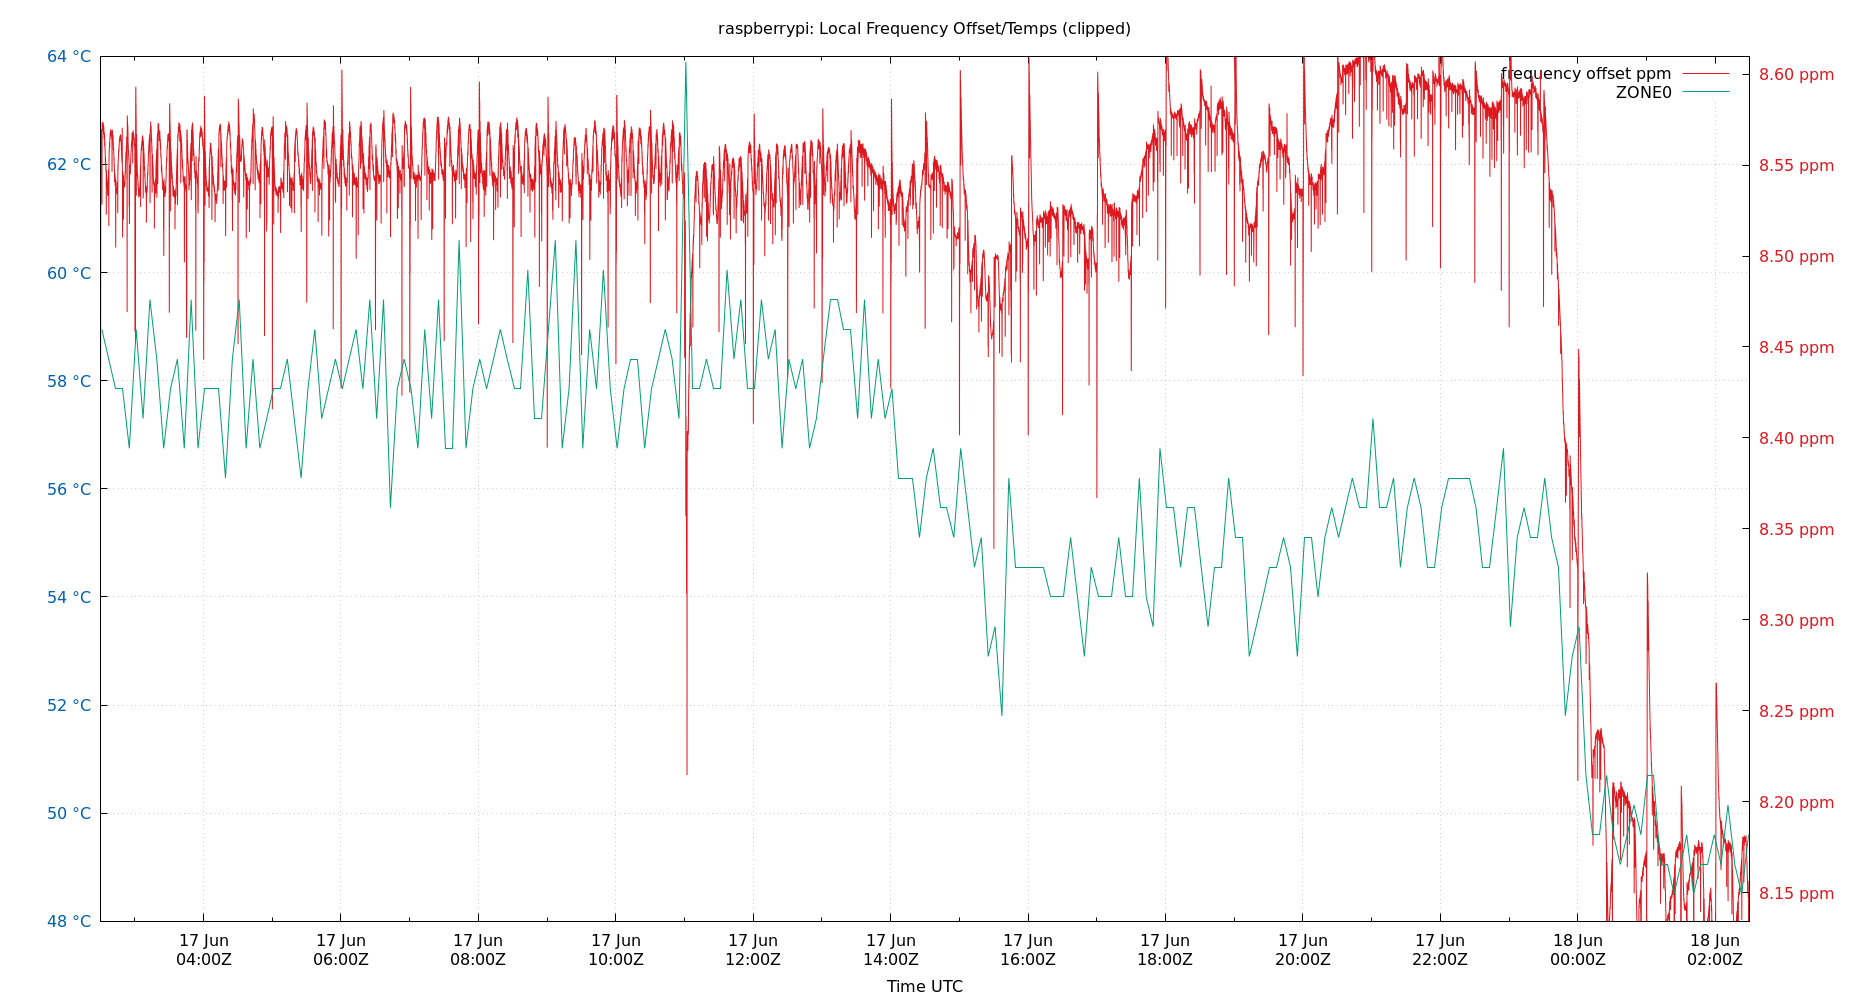 raspberrypi: Local Frequency Offset/Temps (clipped)
frequency offset ppm
ZONE0
64 °C
62 °C
60 °C
58 °C
56 °C
54 °C
52 °C
50 °C
48 °C
8.60 ppm
8.55 ppm
8.50 ppm
8.45 ppm
8.40 ppm
8.35 ppm
8.30 ppm
8.25 ppm
8.20 ppm
8.15 ppm
17 Jun
04:00Z
17 Jun
06:00Z
17 Jun
08:00Z
17 Jun
10:00Z
17 Jun
12:00Z
17 Jun
14:00Z
17 Jun
16:00Z
17 Jun
18:00Z
17 Jun
20:00Z
17 Jun
22:00Z
18 Jun
00:00Z
18 Jun
02:00Z
Time UTC